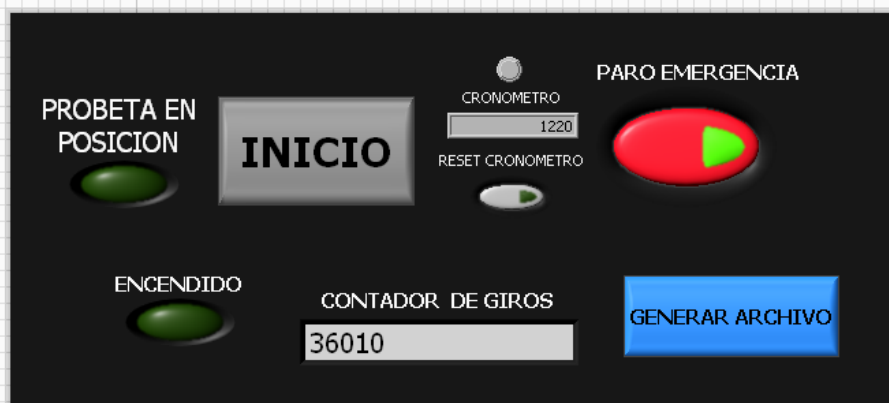 PROBETA EN
POSICION
INICIO
CRONOMETRO
1220
RESET CRONOMETRO
PARO EMERGENCIA
ENCENDIDO
CONTADOR DE GIROS
36010
GENERAR ARCHIVO